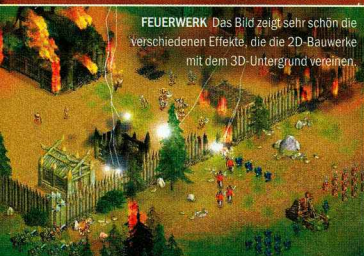 FEUERWERK Das Bild zeigt sehr schön die
verschiedenen Effekte, die die 2D-Bauwerke
mit dem 3D-Untergrund vereinen.